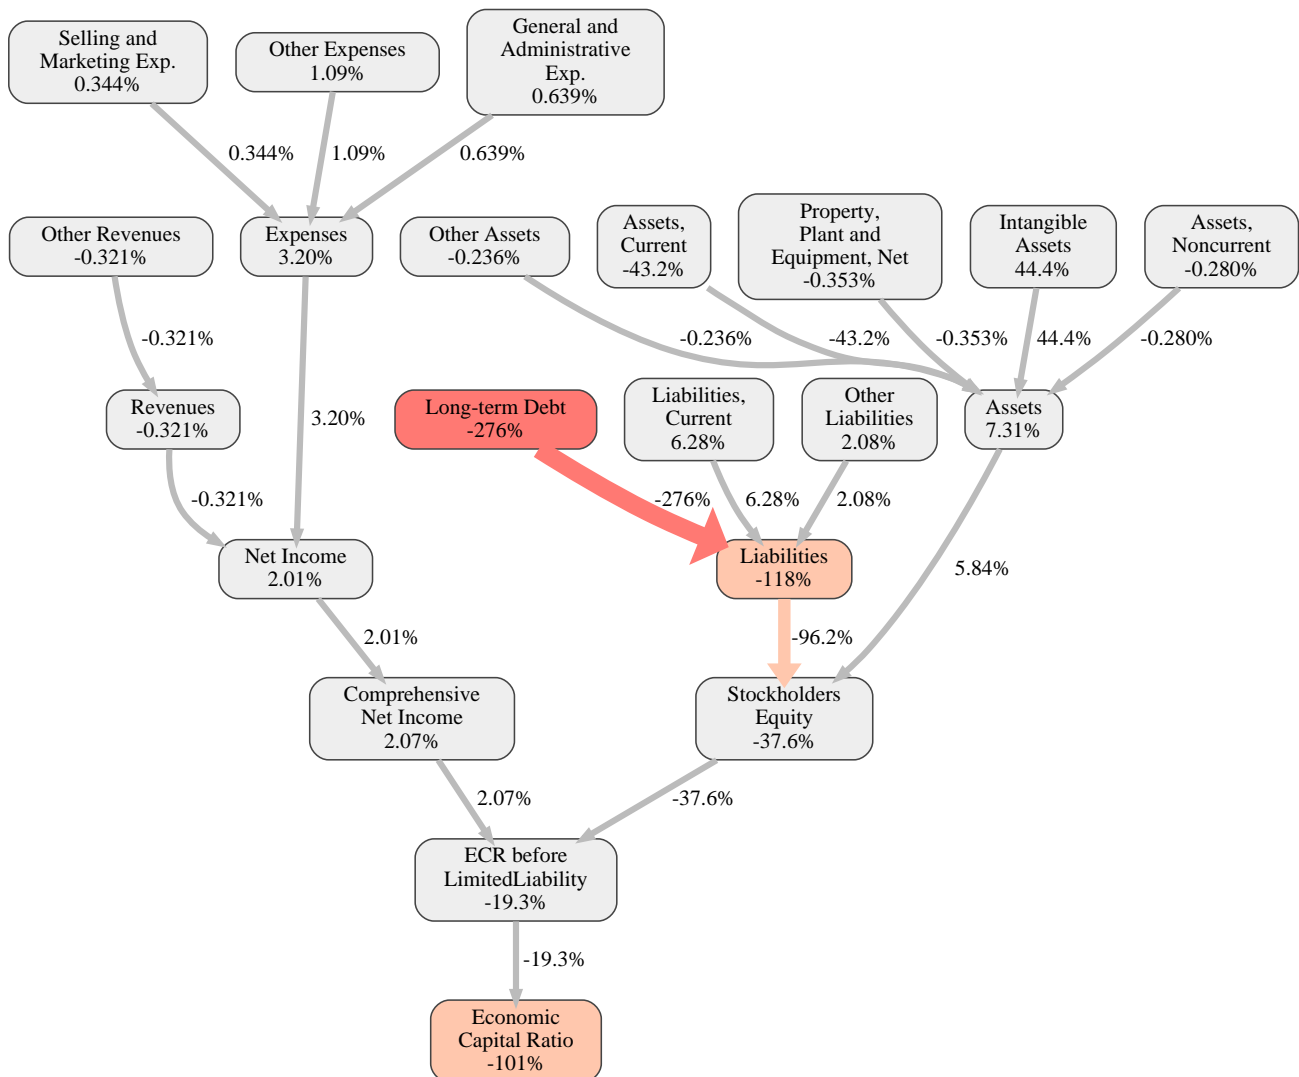 Selling and
Marketing Exp.
0.344%
Other Expenses
1.09%
General and
Administrative
Exp.
0.639%
0.344%
1.09%
0.639%
Other Revenues
-0.321%
Expenses
3.20%
Other Assets
-0.236%
Assets,
Current
-43.2%
Property,
Plant and
Equipment, Net
-0.353%
Intangible
Assets
44.4%
Assets,
Noncurrent
-0.280%
-0.321%
-0.236%
-43.2%
-0.353%
44.4%
-0.280%
Revenues
-0.321%
3.20%
Long-term Debt
-276%
Liabilities,
Current
6.28%
Other
Liabilities
2.08%
Assets
7.31%
-0.321%
-276%
6.28%
2.08%
Net Income
2.01%
Liabilities
-118%
5.84%
2.01%
-96.2%
Comprehensive
Net Income
2.07%
Stockholders
Equity
-37.6%
2.07%
-37.6%
ECR before
LimitedLiability
-19.3%
-19.3%
Economic
Capital Ratio
-101%